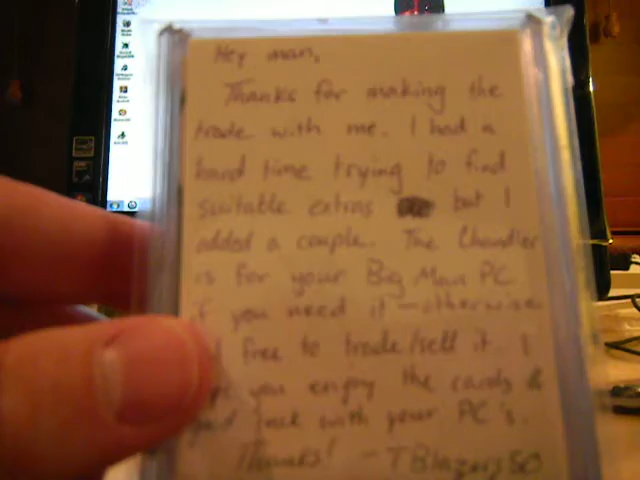 Hey man,
Thanks for making the
trade with me. I had a
hard time trying to find
suitable extras but I
added a couple. The Chandler
is for your Big Man PC
if you need it - otherwise
free to trade/sell it. I
you enjoy the cards &
luck with your PC's.
Thanks! - TBlazers50